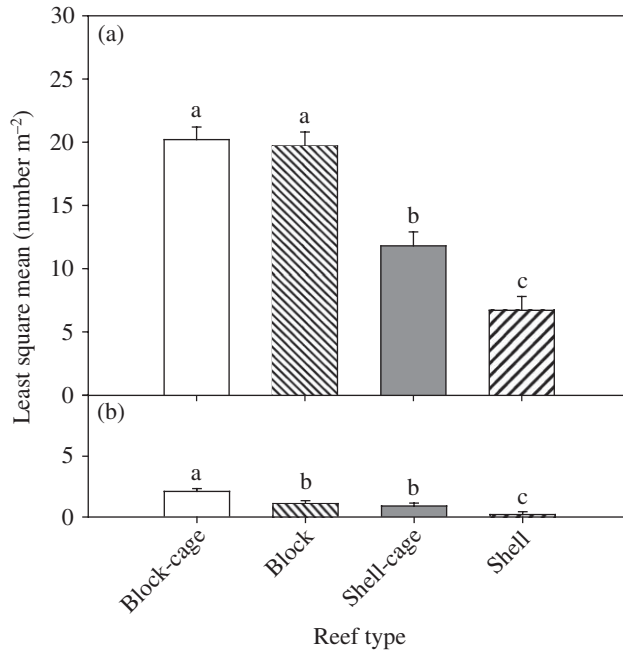 Least square mean (number m⁻²)
30
(a)
25
a
a
20
15
b
10
c
5
0
(b)
5
a
b
b
c
0
Block-cage
Block
Shell-cage
Shell
Reef type